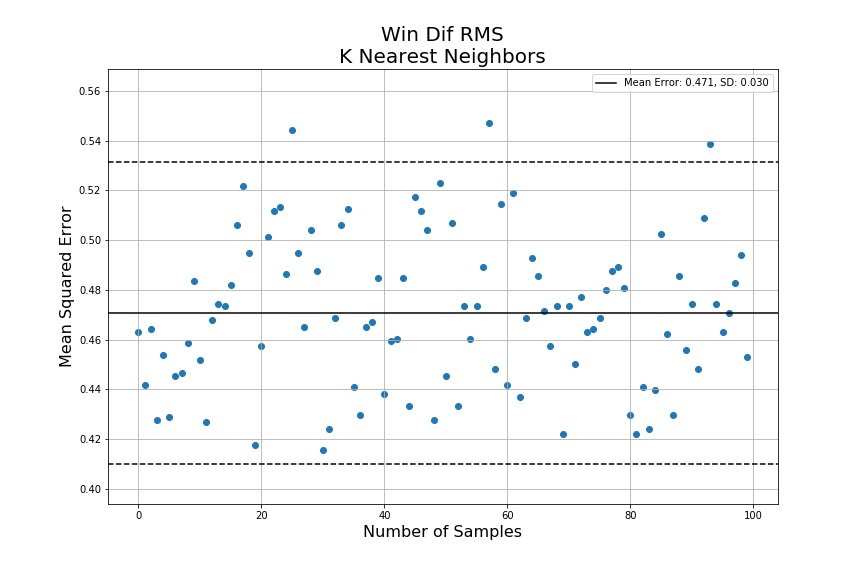 Win Dif RMS
K Nearest Neighbors
Mean Error: 0.471, SD: 0.030
Mean Squared Error
0.56
0.54
0.52
0.50
0.48
0.46
0.44
0.42
0.40
0 20 40 60 80 100
Number of Samples